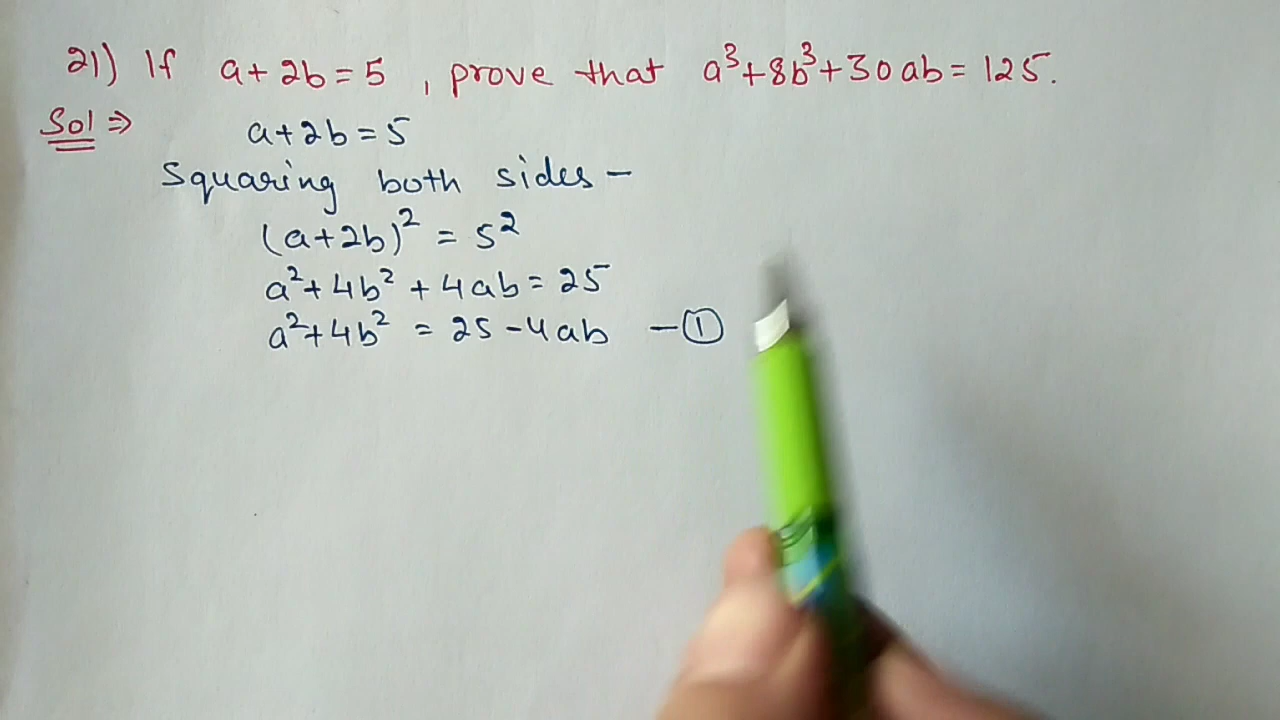 21) If a+2b=5, prove that a³+8b³+30ab=125.
Sol ⇒ a+2b=5
Squaring both sides –
(a+2b)² = 5²
a²+4b²+4ab=25
a²+4b² = 25-4ab –①